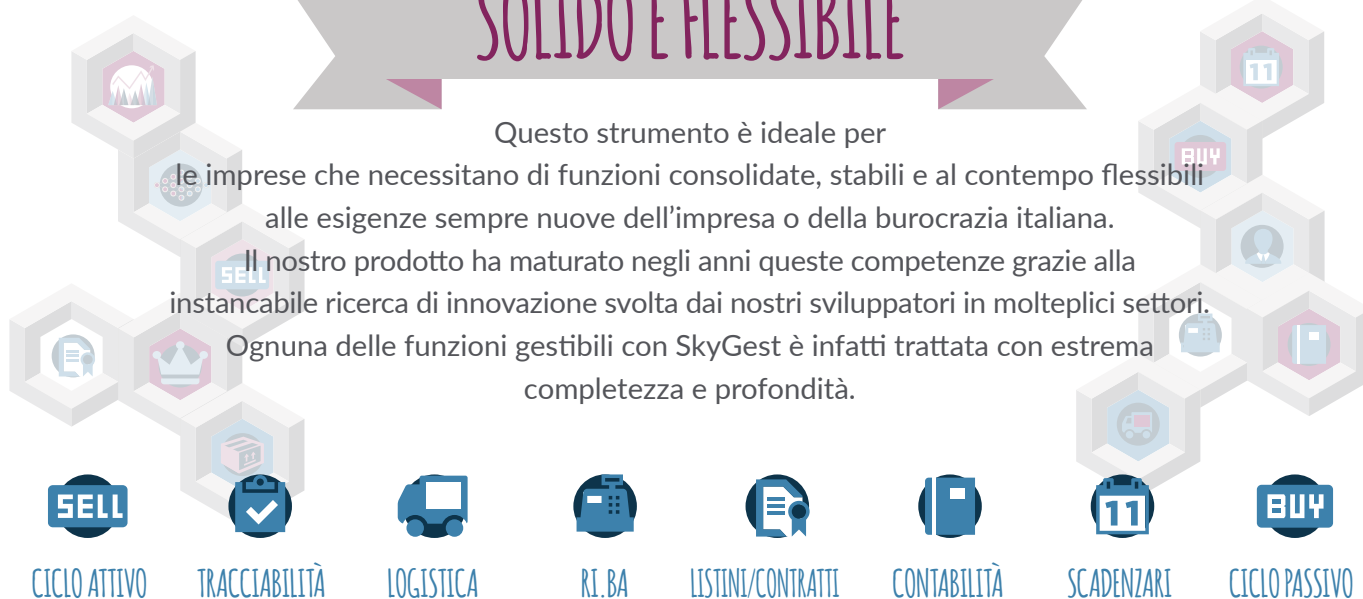 SOLIDO E FLESSIBILE
Questo strumento è ideale per
le imprese che necessitano di funzioni consolidate, stabili e al contempo flessibili
alle esigenze sempre nuove dell'impresa o della burocrazia italiana.
Il nostro prodotto ha maturato negli anni queste competenze grazie alla
instancabile ricerca di innovazione svolta dai nostri sviluppatori in molteplici settori.
Ognuna delle funzioni gestibili con SkyGest è infatti trattata con estrema
completezza e profondità.
11
BUY
SELL
SELL
11
BUY
CICLO ATTIVO
TRACCIABILITÀ
LOGISTICA
RI.BA
LISTINI/CONTRATTI
CONTABILITÀ
SCADENZARI
CICLO PASSIVO